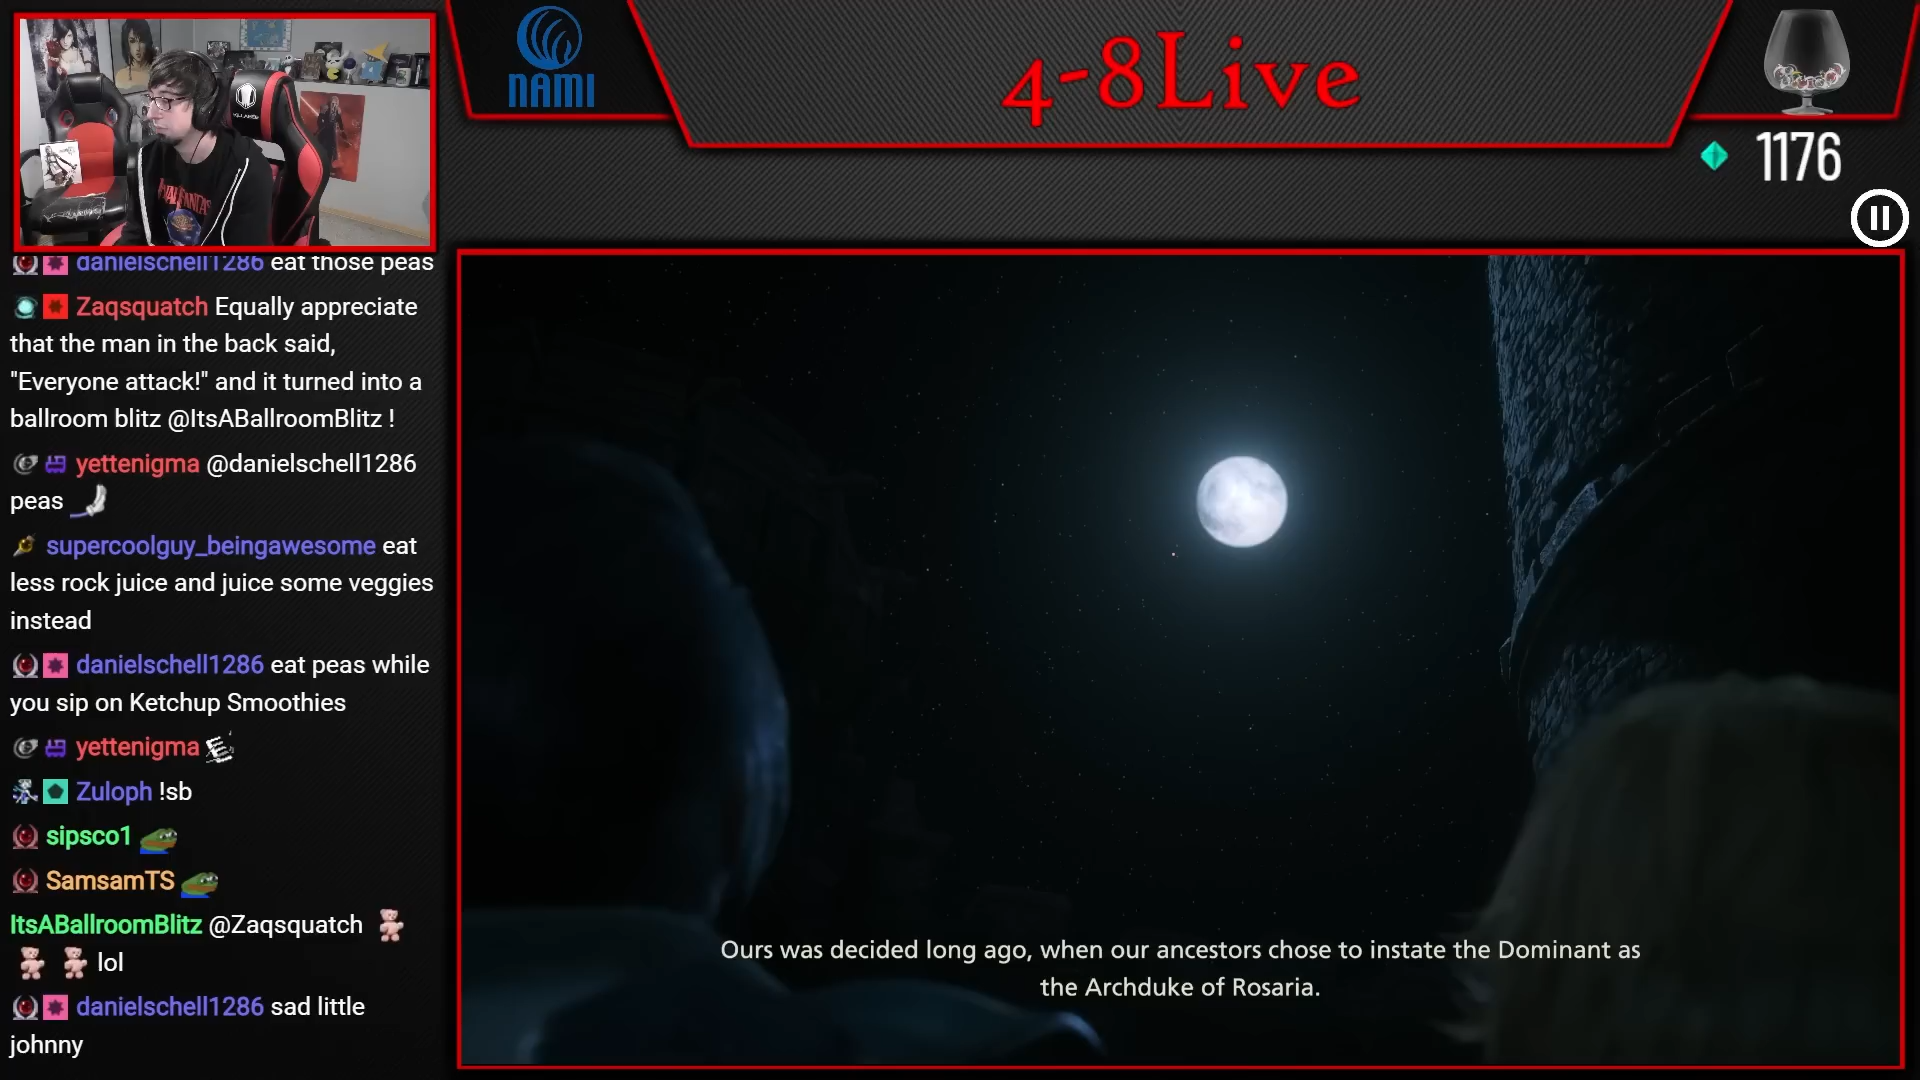 NAMI
4-8Live
1176
danielschell1286 eat those peas
Zaqsquatch Equally appreciate
that the man in the back said,
"Everyone attack!" and it turned into a
ballroom blitz @ItsABallroomBlitz !
yettenigma @danielschell1286
peas
supercoolguy_beingawesome eat
less rock juice and juice some veggies
instead
danielschell1286 eat peas while
you sip on Ketchup Smoothies
yettenigma
Zuloph !sb
sipsco1
SamsamTS
ItsABallroomBlitz @Zaqsquatch
lol
danielschell1286 sad little
johnny
Ours was decided long ago, when our ancestors chose to instate the Dominant as
the Archduke of Rosaria.